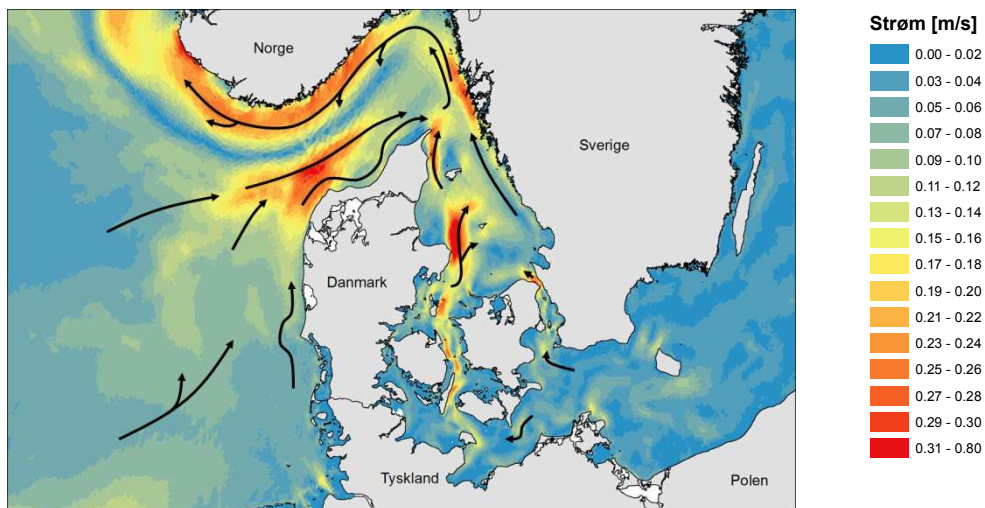 Norge
Sverige
Danmark
Tyskland
Polen
Strøm [m/s]
0.00 - 0.02
0.03 - 0.04
0.05 - 0.06
0.07 - 0.08
0.09 - 0.10
0.11 - 0.12
0.13 - 0.14
0.15 - 0.16
0.17 - 0.18
0.19 - 0.20
0.21 - 0.22
0.23 - 0.24
0.25 - 0.26
0.27 - 0.28
0.29 - 0.30
0.31 - 0.80